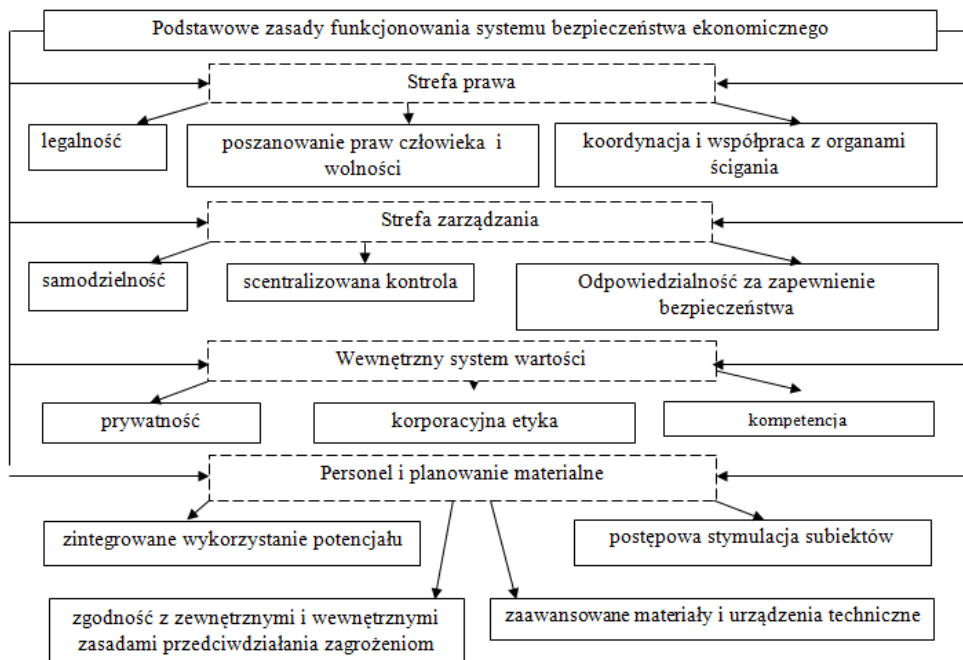 Podstawowe zasady funkcjonowania systemu bezpieczeństwa ekonomicznego
Strefa prawa
legalność
poszanowanie praw człowieka i
wolności
koordynacja i współpraca z organami
ścigania
Strefa zarządzania
samodzielność
scentralizowana kontrola
Odpowiedzialność za zapewnienie
bezpieczeństwa
Wewnętrzny system wartości
prywatność
korporacyjna etyka
kompetencja
Personel i planowanie materialne
zintegrowane wykorzystanie potencjału
postępowa stymulacja subiektów
zgodność z zewnętrznymi i wewnętrznymi
zasadami przedciwdziałania zagrożeniom
zaawansowane materiały i urządzenia techniczne